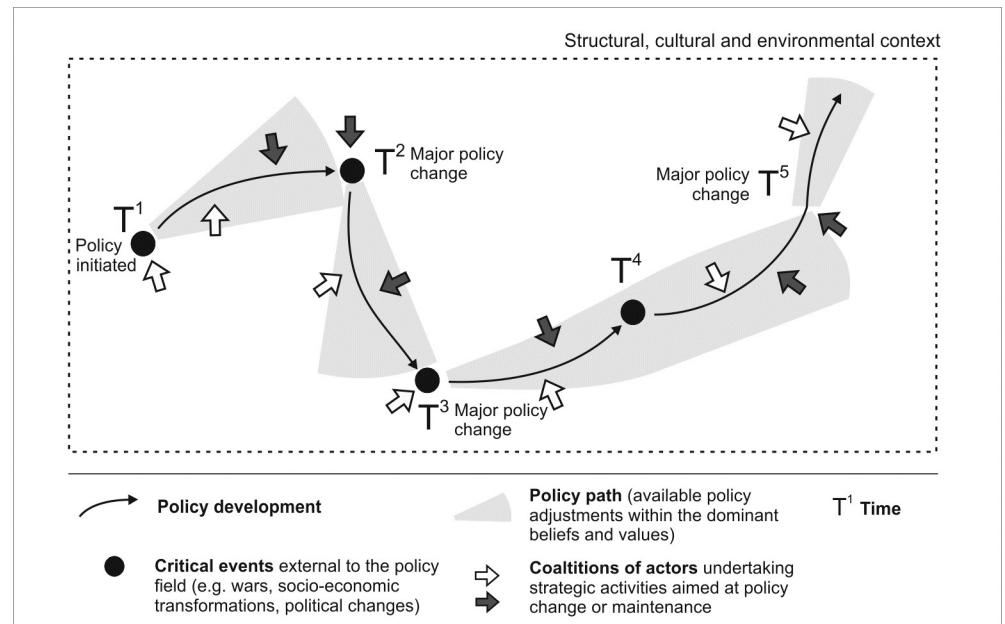 Structural, cultural and environmental context
T² Major policy
change
Major policy
change T⁵
T¹
Policy
initiated
T⁴
T³ Major policy
change
Policy development
Policy path (available policy
adjustments within the dominant
beliefs and values)
T¹ Time
Critical events external to the policy
field (e.g. wars, socio-economic
transformations, political changes)
Coaltitions of actors undertaking
strategic activities aimed at policy
change or maintenance